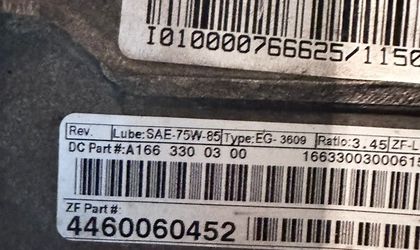 I010000766625/1150
Rev. Lube:SAE-75W-85 Type:EG- 3609 Ratio: 3.45 ZF-L
DC Part #:A166 330 03 00 1663300300061
ZF Part#
4460060452